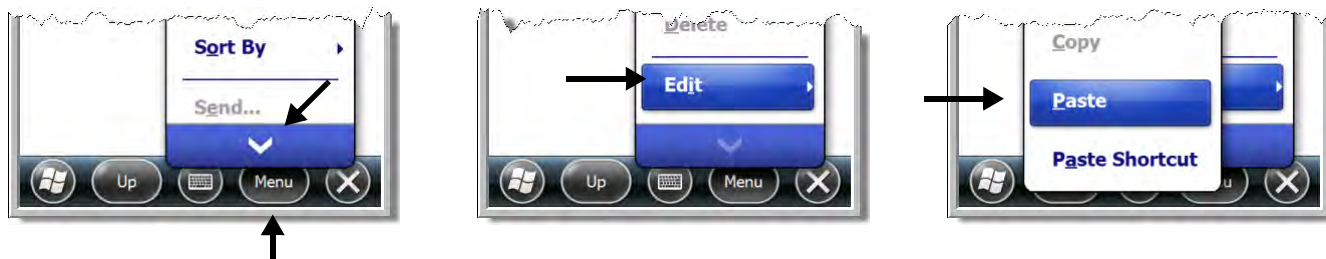 Sort By
Send...
Up
Menu
Delete
Edit
Up
Menu
Copy
Paste
Paste Shortcut
u